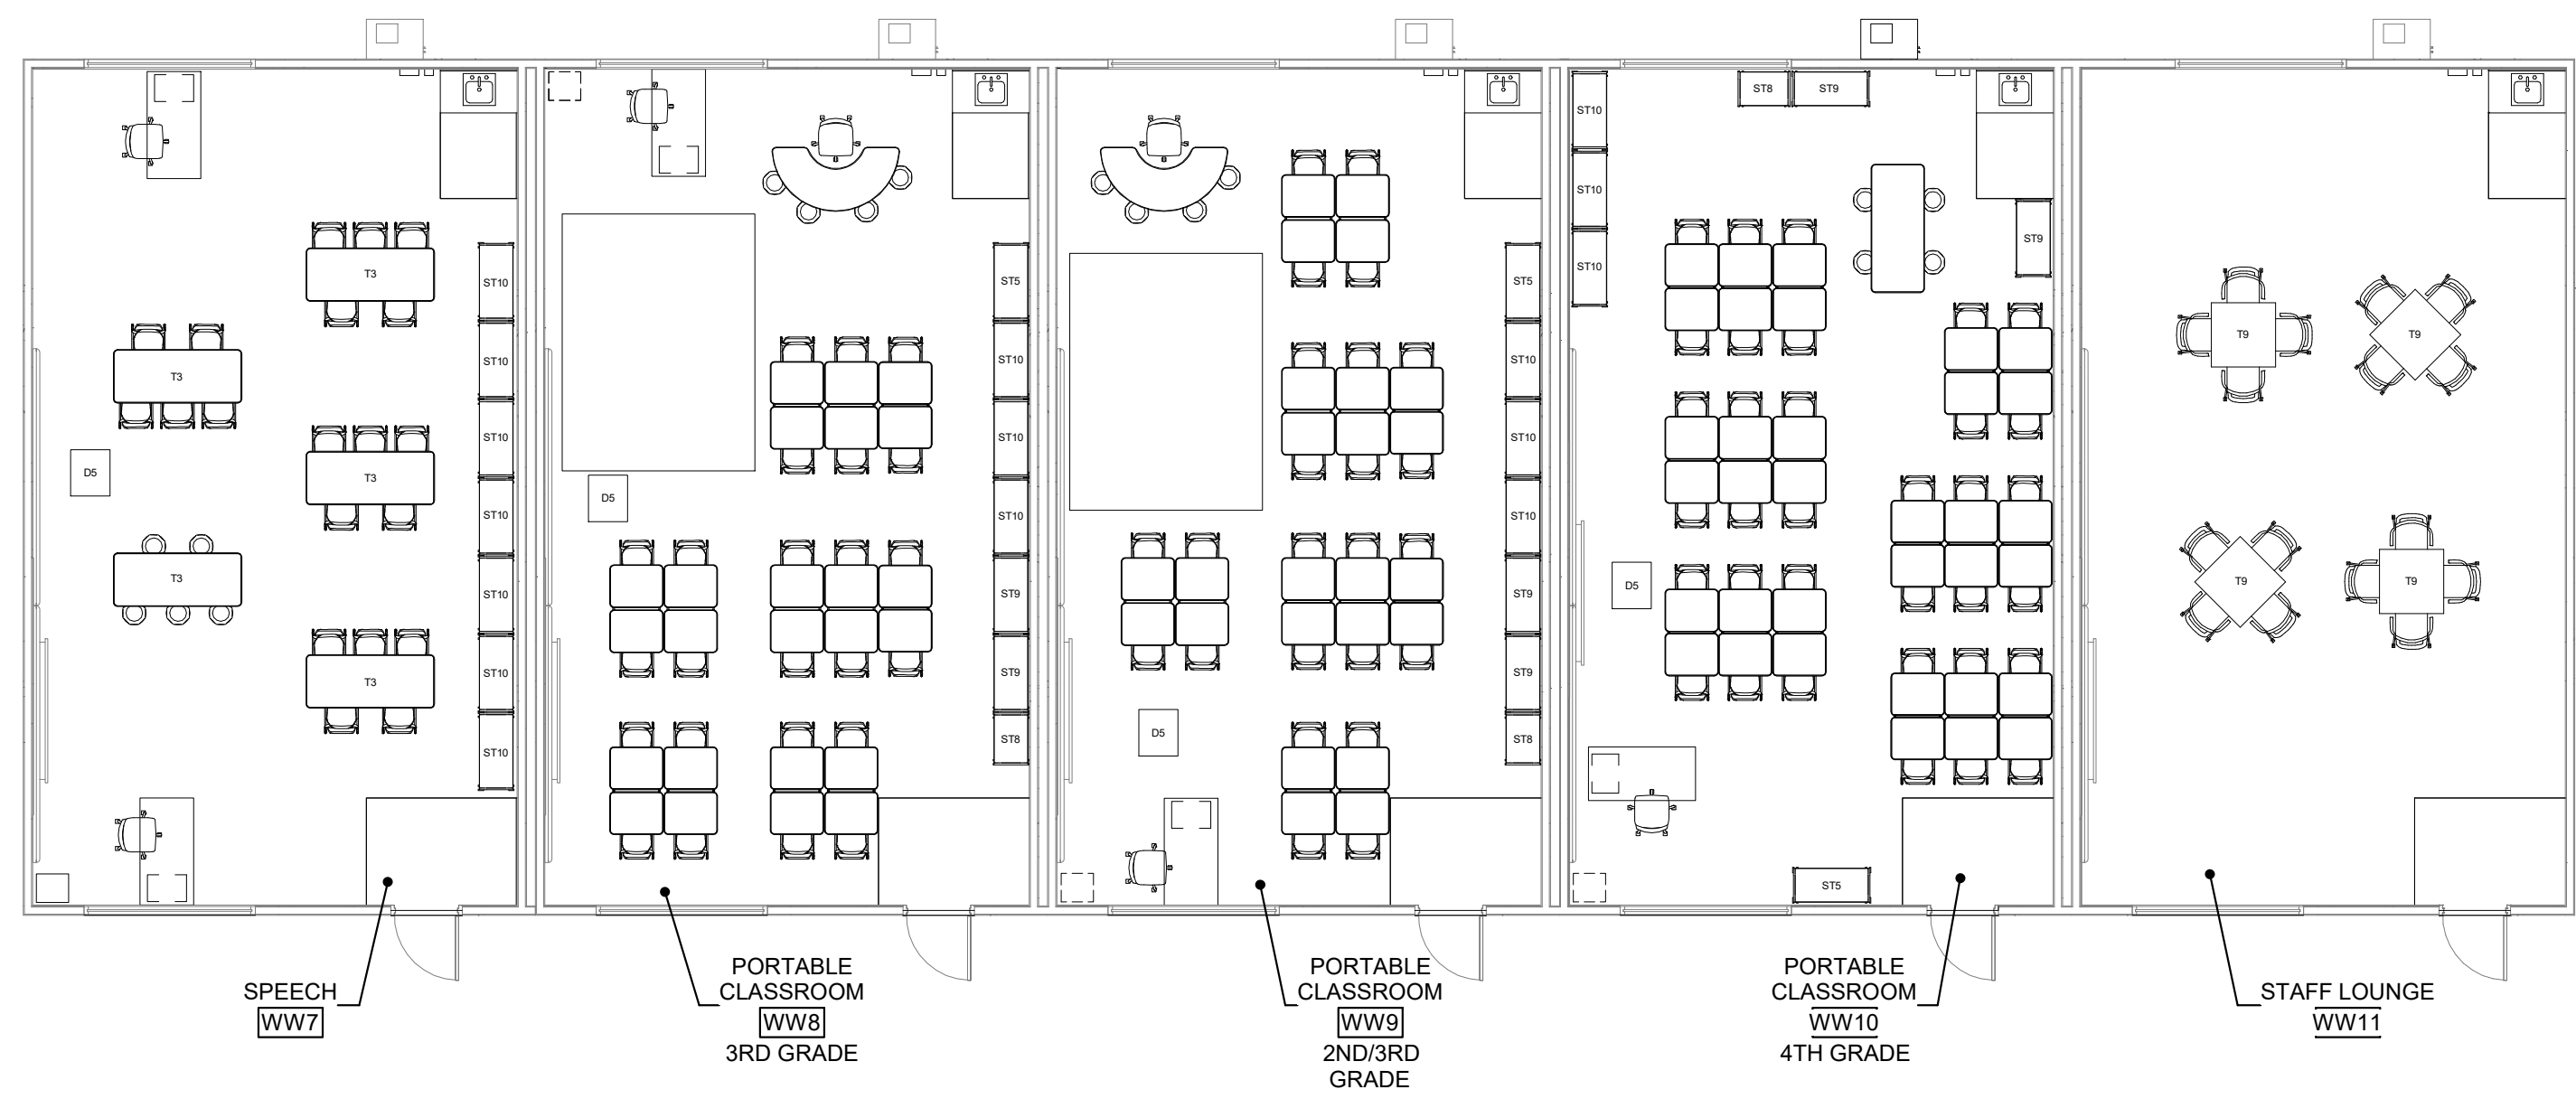 T3
T3
D5
T3
T3
T3
ST10
ST10
ST10
ST10
ST10
ST10
ST10
D5
ST5
ST10
ST10
ST10
ST9
ST9
ST8
D5
ST5
ST10
ST10
ST10
ST9
ST9
ST8
ST10
ST10
ST10
ST8
ST9
ST9
D5
ST5
T9
T9
T9
T9
SPEECH
WW7
PORTABLE
CLASSROOM
WW8
3RD GRADE
PORTABLE
CLASSROOM
WW9
2ND/3RD
GRADE
PORTABLE
CLASSROOM
WW10
4TH GRADE
STAFF LOUNGE
WW11